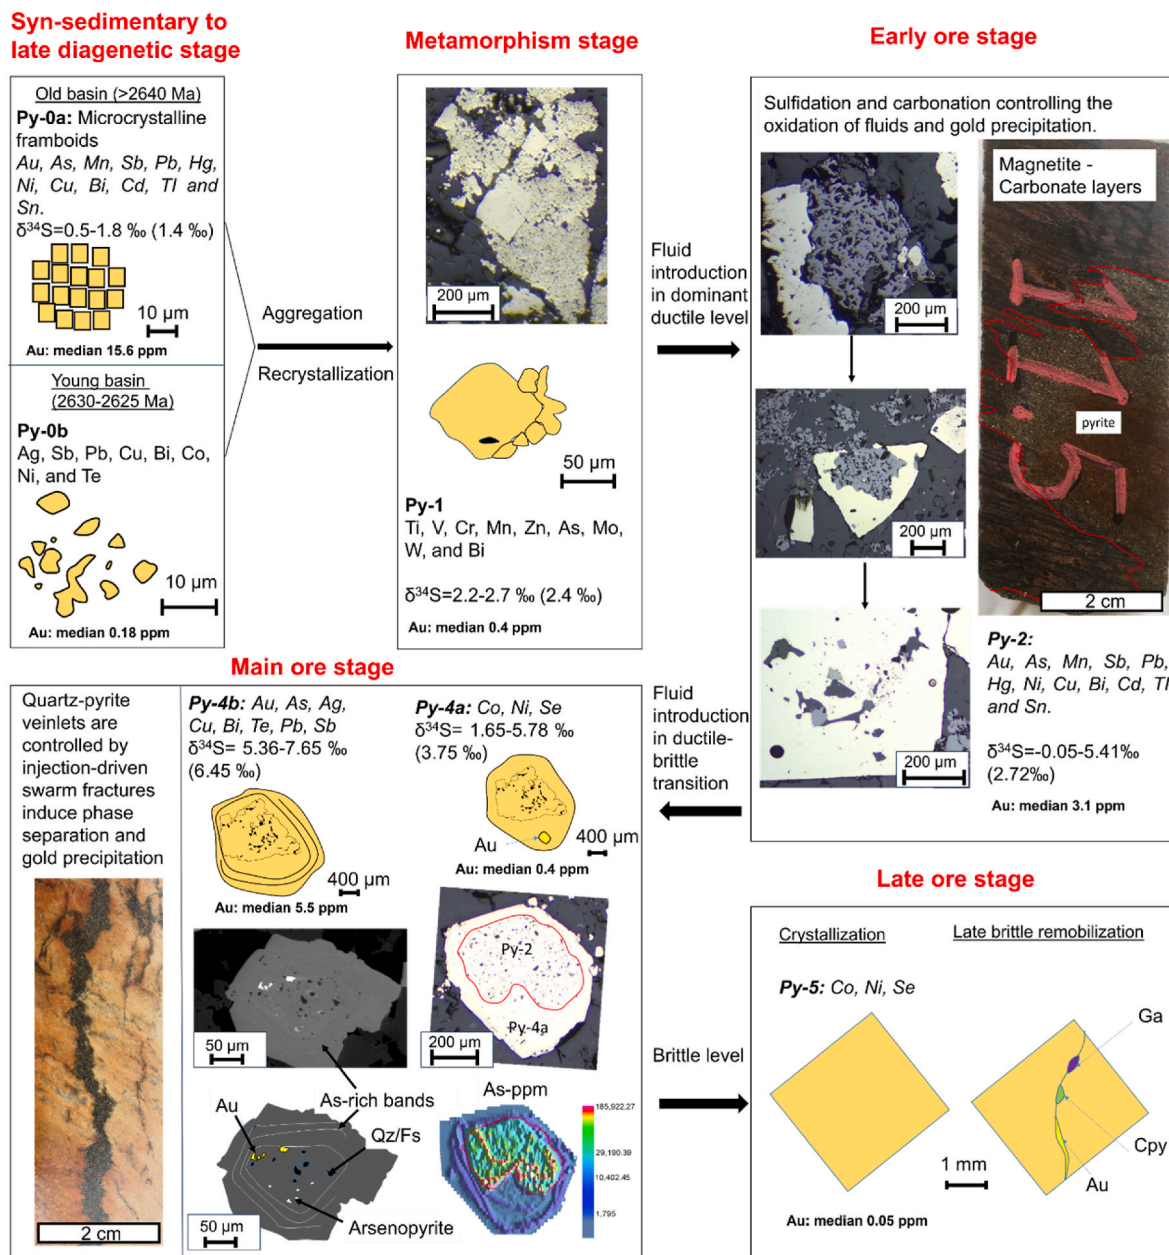 Syn-sedimentary to
late diagenetic stage
Old basin (>2640 Ma)
Py-0a: Microcrystalline
framboids
Au, As, Mn, Sb, Pb, Hg,
Ni, Cu, Bi, Cd, Tl and
Sn.
δ³⁴S=0.5-1.8 ‰ (1.4 ‰)
10 µm
Au: median 15.6 ppm
Young basin
(2630-2625 Ma)
Py-0b
Ag, Sb, Pb, Cu, Bi, Co,
Ni, and Te
10 µm
Au: median 0.18 ppm
Aggregation
Recrystallization
Metamorphism stage
200 µm
50 µm
Py-1
Ti, V, Cr, Mn, Zn, As, Mo,
W, and Bi
δ³⁴S=2.2-2.7 ‰ (2.4 ‰)
Au: median 0.4 ppm
Fluid
introduction
in dominant
ductile level
Early ore stage
Sulfidation and carbonation controlling the
oxidation of fluids and gold precipitation.
200 µm
200 µm
200 µm
Magnetite -
Carbonate layers
pyrite
2 cm
Py-2:
Au, As, Mn, Sb, Pb,
Hg, Ni, Cu, Bi, Cd, Tl
and Sn.
δ³⁴S=-0.05-5.41‰
(2.72‰)
Au: median 3.1 ppm
Fluid
introduction
in ductile-
brittle
transition
Main ore stage
Quartz-pyrite
veinlets are
controlled by
injection-driven
swarm fractures
induce phase
separation and
gold precipitation
2 cm
Py-4b: Au, As, Ag,
Cu, Bi, Te, Pb, Sb
δ³⁴S= 5.36-7.65 ‰
(6.45 ‰)
400 µm
Au: median 5.5 ppm
Py-4a: Co, Ni, Se
δ³⁴S= 1.65-5.78 ‰
(3.75 ‰)
Au
400 µm
Au: median 0.4 ppm
50 µm
Py-2
Py-4a
200 µm
As-rich bands
Au
Qz/Fs
Arsenopyrite
50 µm
As-ppm
185,922.27
29,190.39
10,402.45
1,795
Brittle level
Late ore stage
Crystallization
Late brittle remobilization
Py-5: Co, Ni, Se
Ga
Cpy
Au
1 mm
Au: median 0.05 ppm